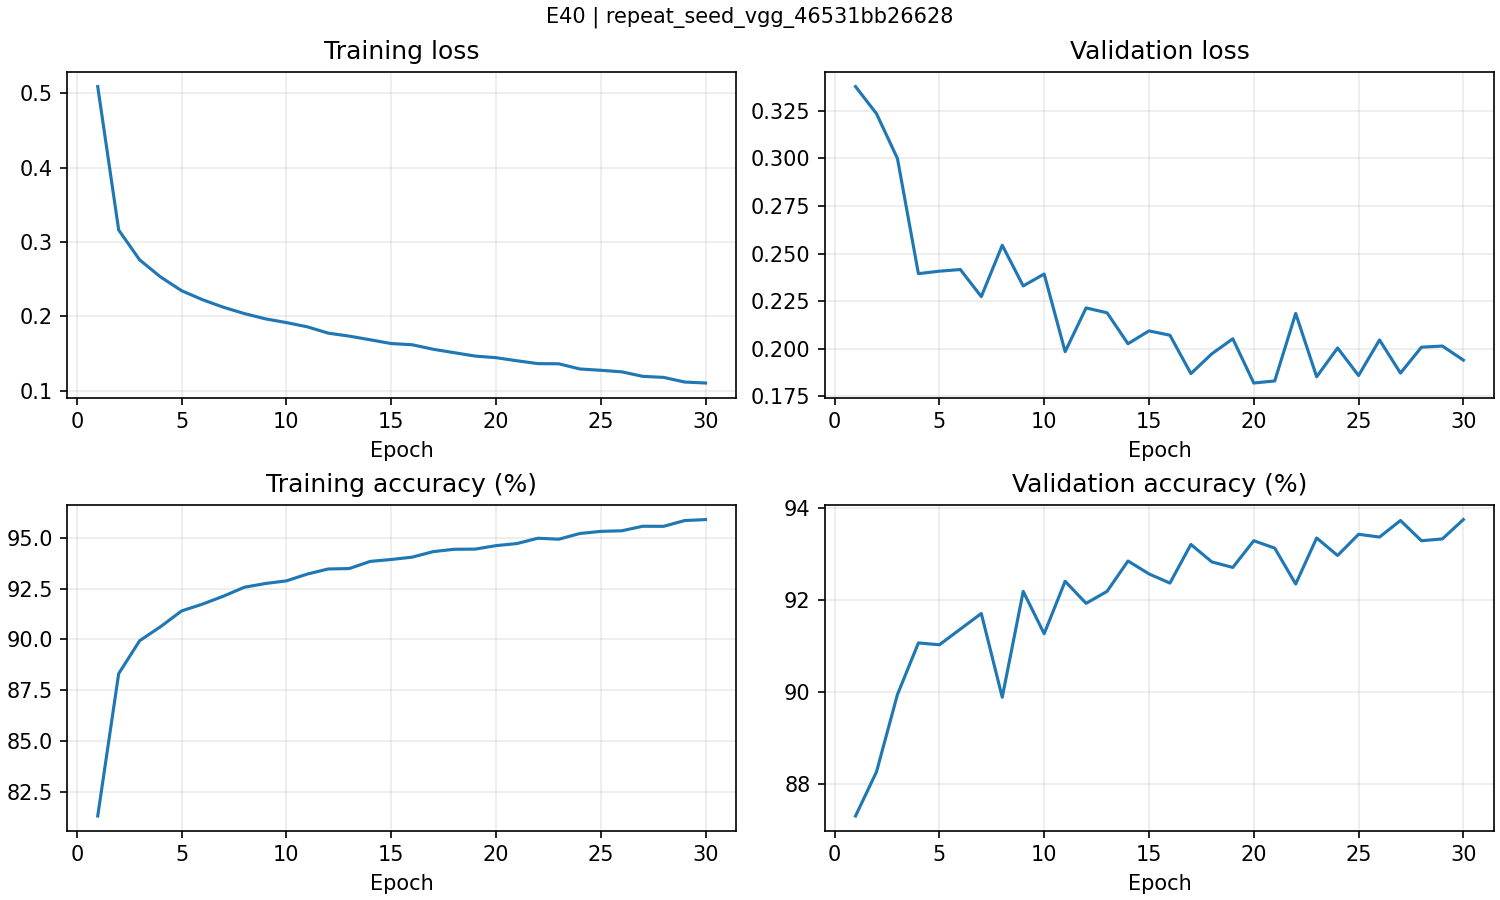 E40 | repeat_seed_vgg_46531bb26628
Training loss
0.5
0.4
0.3
0.2
0.1
0 5 10 15 20 25 30
Epoch
Validation loss
0.325
0.300
0.275
0.250
0.225
0.200
0.175
0 5 10 15 20 25 30
Epoch
Training accuracy (%)
95.0
92.5
90.0
87.5
85.0
82.5
0 5 10 15 20 25 30
Epoch
Validation accuracy (%)
94
92
90
88
0 5 10 15 20 25 30
Epoch